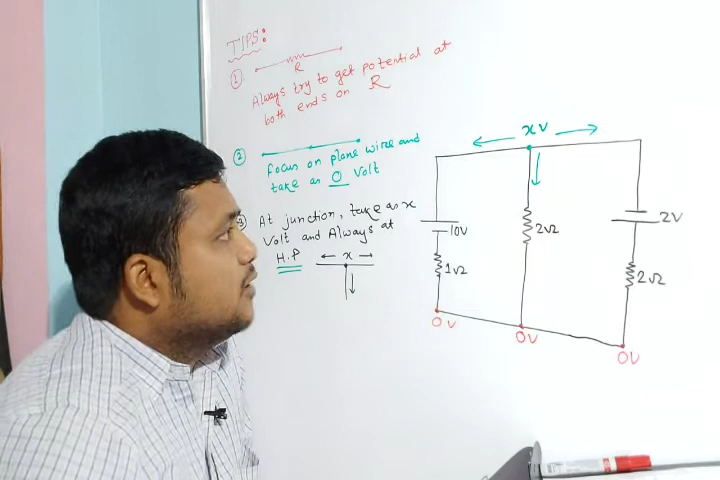 TIPS:
①. R
Always try to get potential at
both ends on R
② Focus on plane wire and
take as 0 Volt
③ At junction, take as x
Volt and Always at
H.P ← x →
← x V →
10V
1Ω
2Ω
2V
2Ω
0V
0V
0V